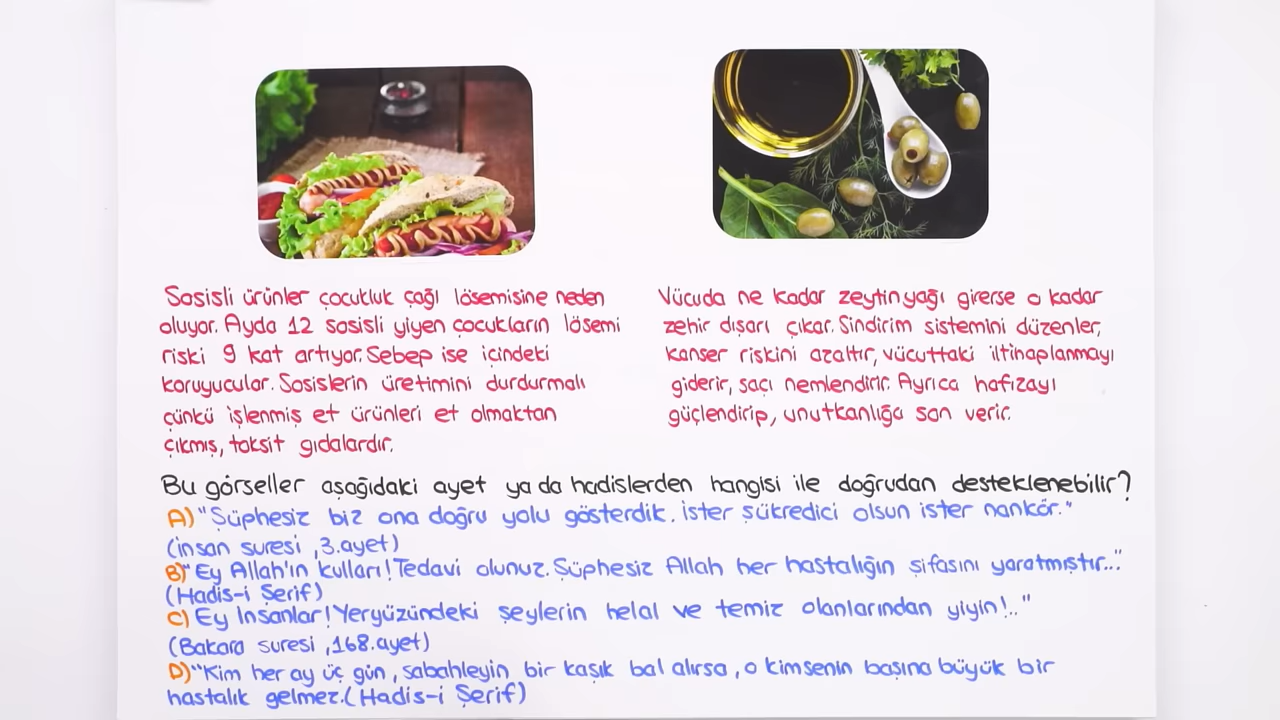 Sosisli ürünler çocukluk çağı lösemisine neden
oluyor. Ayda 12 sosisli yiyen çocukların lösemi
riski 9 kat artıyor. Sebep ise içindeki
koruyucular. Sosislerin üretimini durdurmalı
çünkü işlenmiş et ürünleri et olmaktan
çıkmış, toksit gıdalardır.
Vücuda ne kadar zeytinyağı girerse o kadar
zehir dışarı çıkar. Sindirim sistemini düzenler,
kanser riskini azaltır, vücuttaki iltihaplanmayı
giderir, saçı nemlendirir. Ayrıca hafızayı
güçlendirip, unutkanlığa son verir.
Bu görseller aşağıdaki ayet ya da hadislerden hangisi ile doğrudan desteklenebilir?
A) "Şüphesiz biz ona doğru yolu gösterdik. İster şükredici olsun ister nankör."
(insan suresi ,3.ayet)
B) "Ey Allah'ın kulları! Tedavi olunuz. Şüphesiz Allah her hastalığın şifasını yaratmıştır..."
(Hadis-i Şerif)
C) Ey İnsanlar! Yeryüzündeki şeylerin helal ve temiz olanlarından yiyin!.."
(Bakara suresi ,168.ayet)
D) "Kim her ay üç gün, sabahleyin bir kaşık bal alırsa, o kimsenin başına büyük bir
hastalık gelmez.(Hadis-i Şerif)